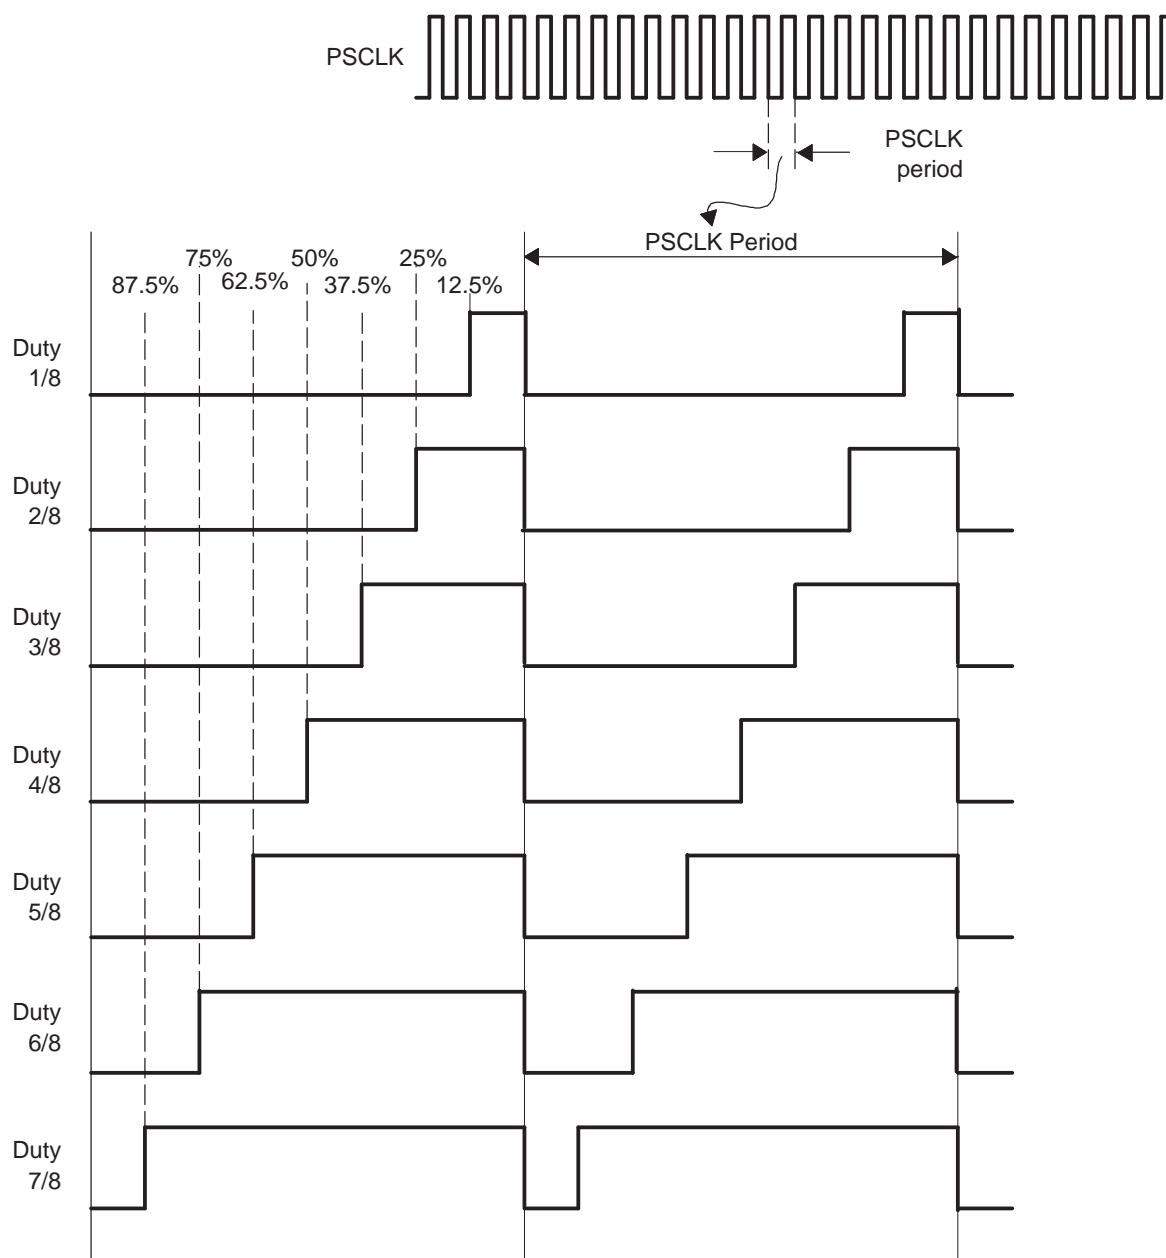 PSCLK
PSCLK
period
PSCLK Period
75%
50%
25%
87.5%
62.5%
37.5%
12.5%
Duty
1/8
Duty
2/8
Duty
3/8
Duty
4/8
Duty
5/8
Duty
6/8
Duty
7/8